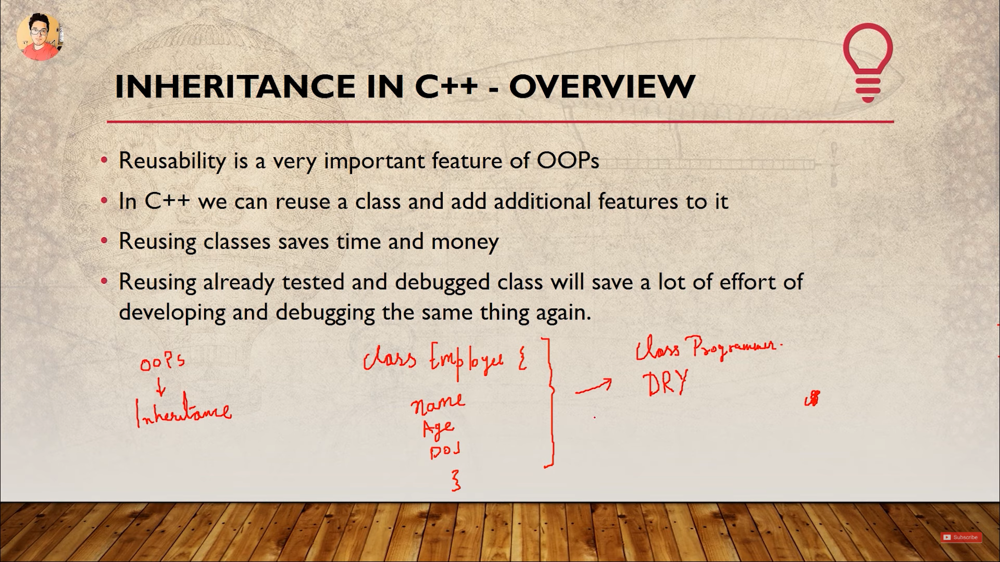 INHERITANCE IN C++ - OVERVIEW
• Reusability is a very important feature of OOPs
• In C++ we can reuse a class and add additional features to it
• Reusing classes saves time and money
• Reusing already tested and debugged class will save a lot of effort of
developing and debugging the same thing again.
OOPs
↓
Inheritance
class Employee {
name
Age
DOJ
}
class Programmer.
DRY
Subscribe